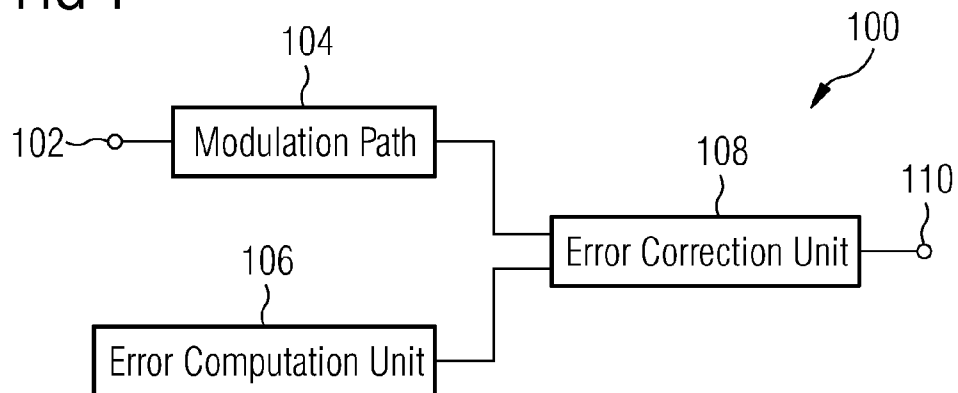 100
104
102
Modulation Path
108
110
Error Correction Unit
106
Error Computation Unit